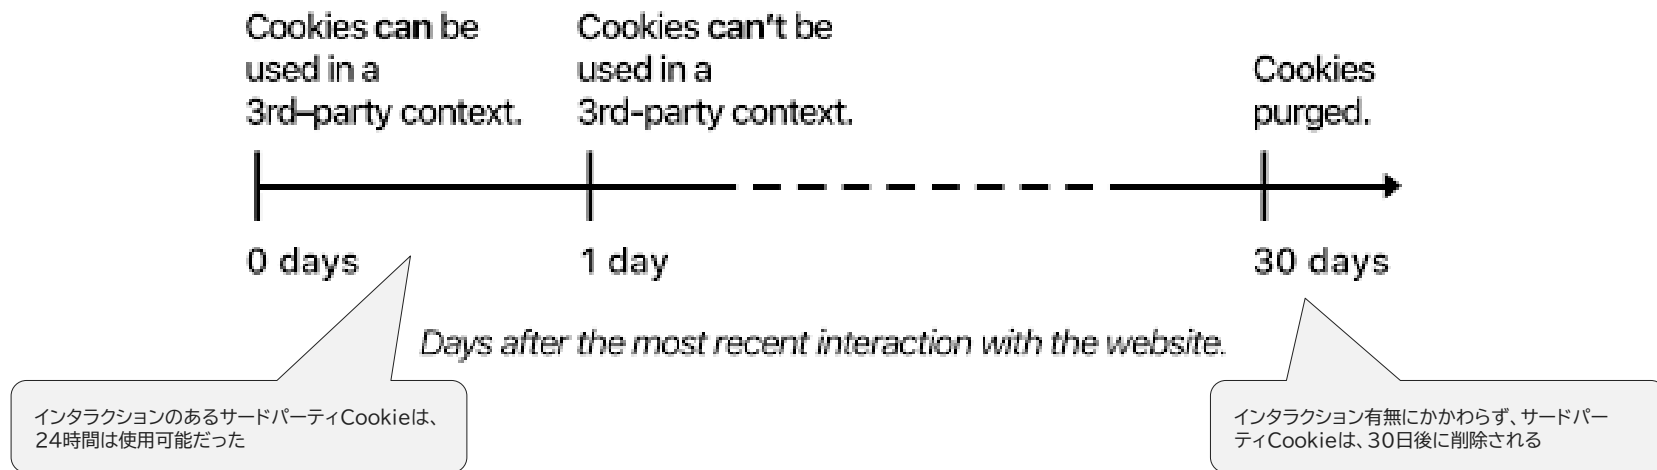 Cookies can be
used in a
3rd–party context.
Cookies can't be
used in a
3rd-party context.
Cookies
purged.
0 days
1 day
30 days
Days after the most recent interaction with the website.
インタラクションのあるサードパーティCookieは、
24時間は使用可能だった
インタラクション有無にかかわらず、サードパー
ティCookieは、30日後に削除される